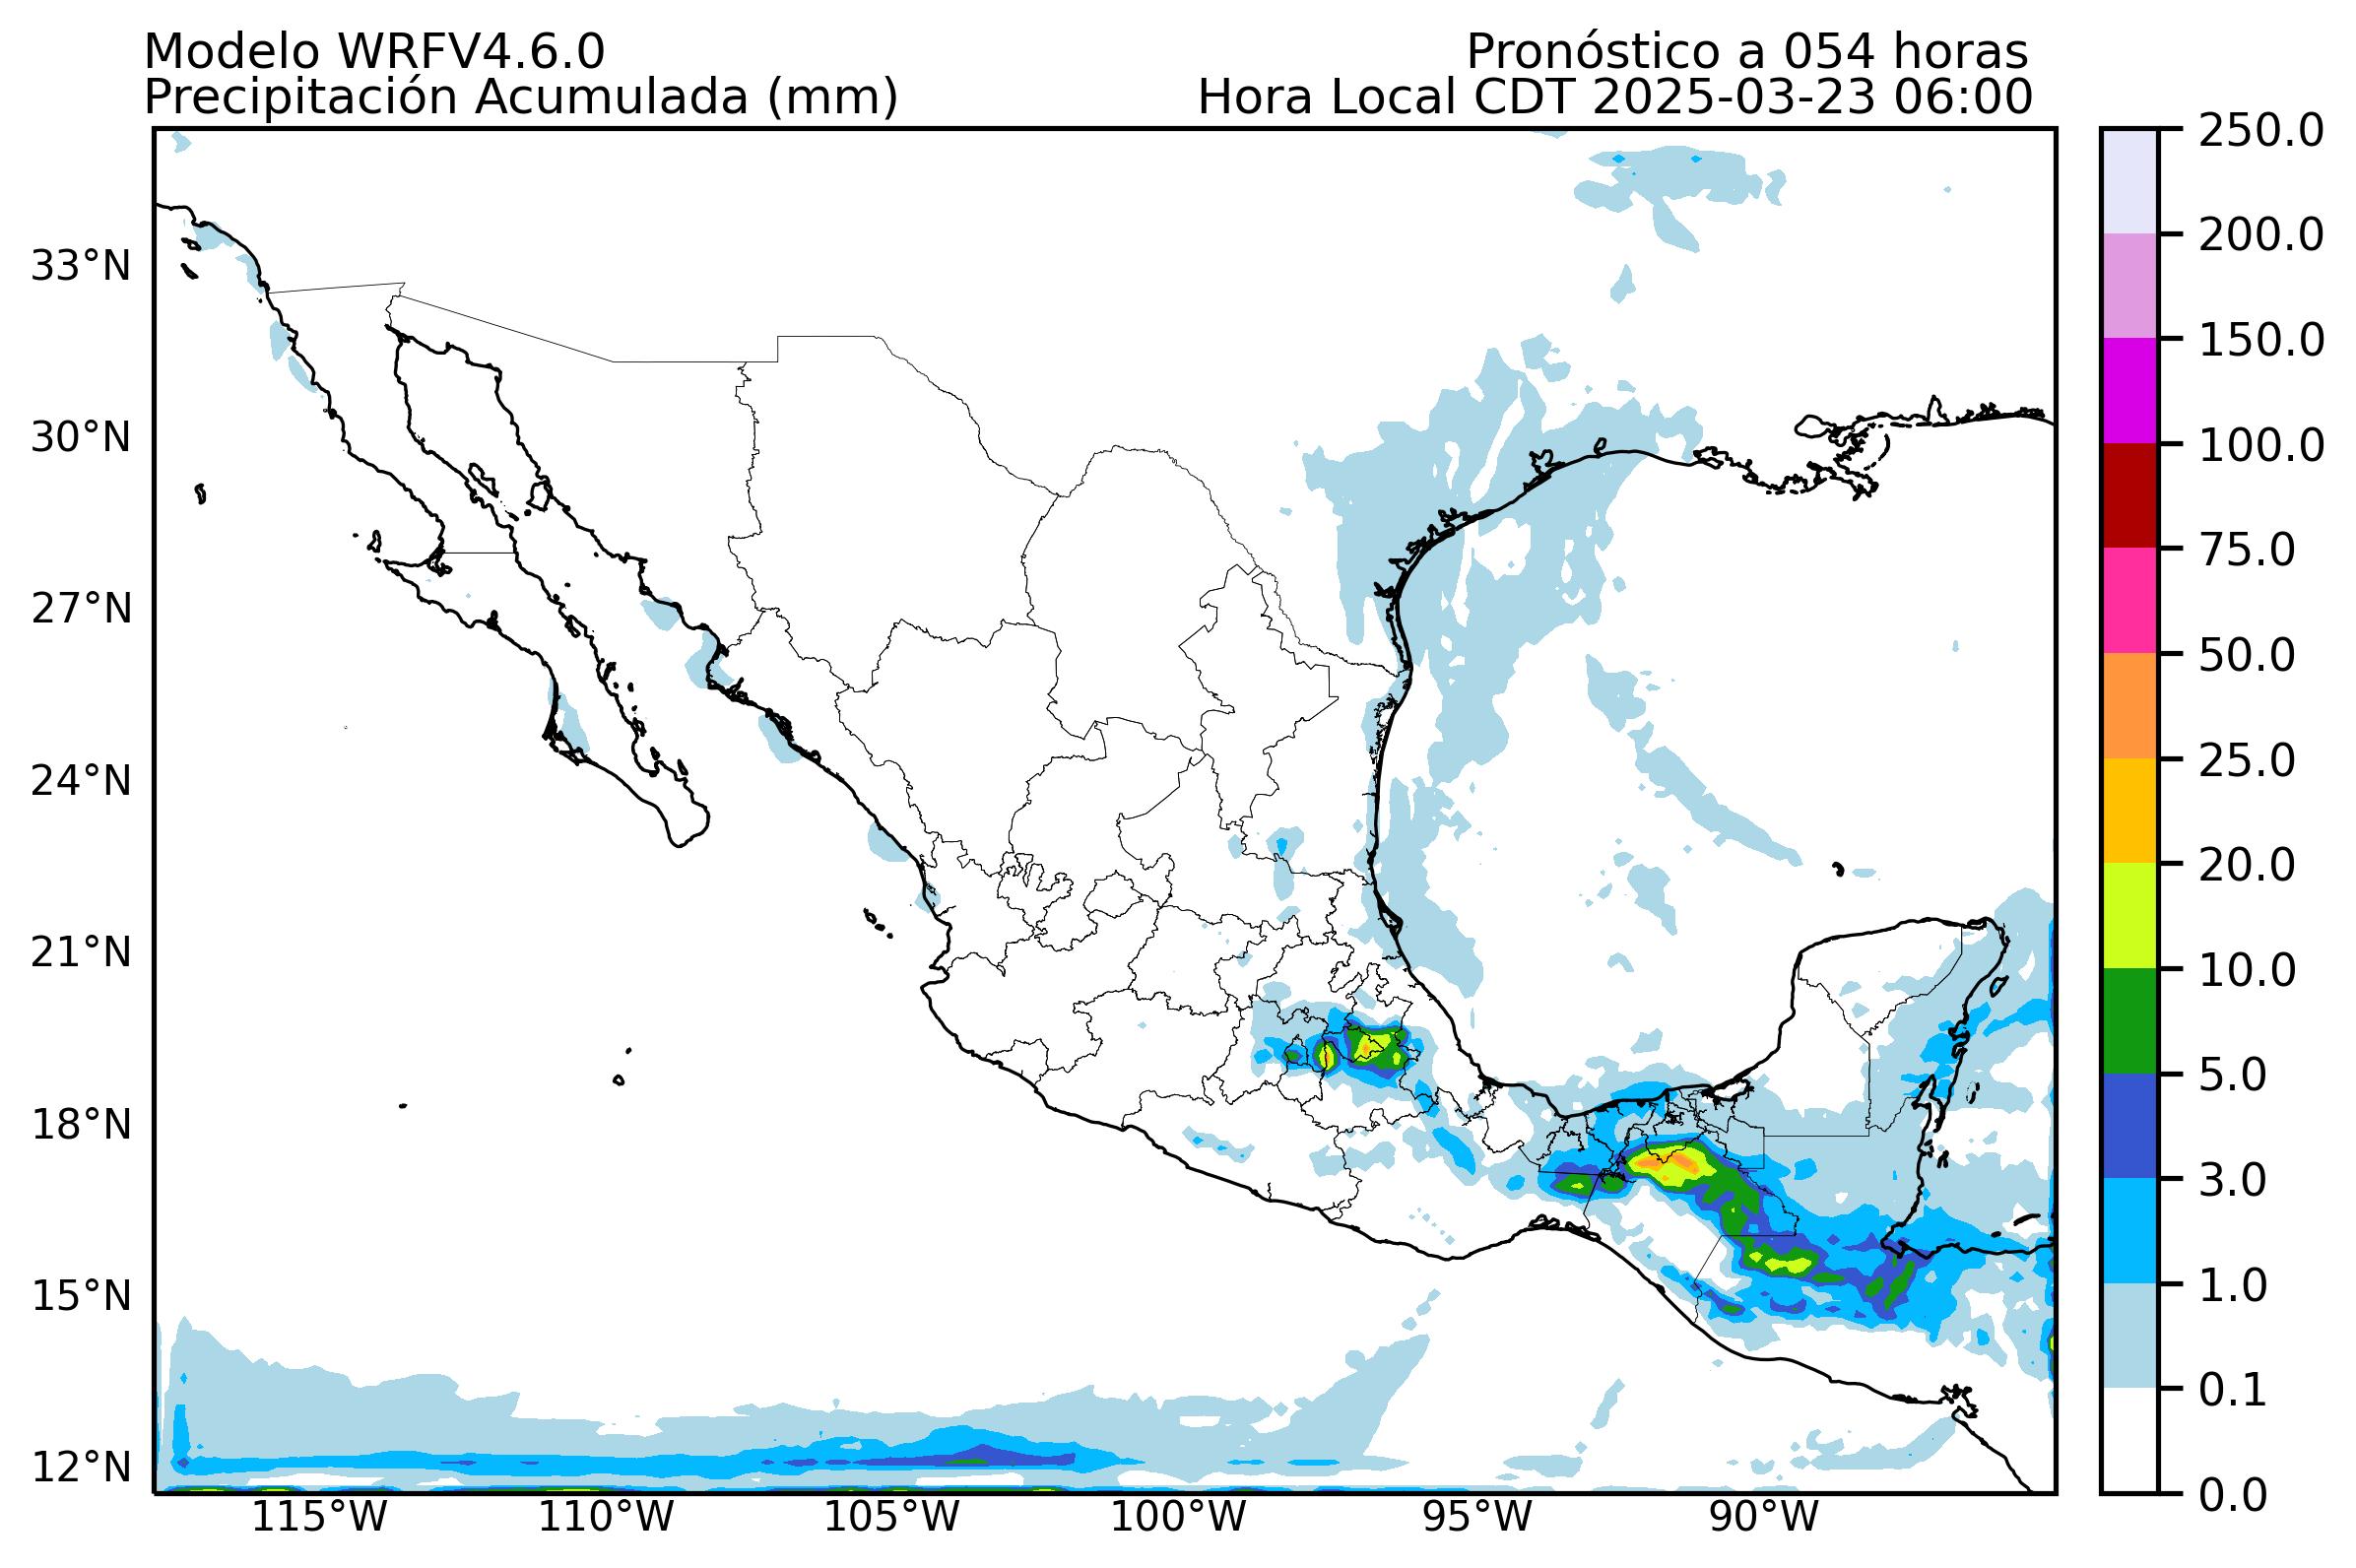 Modelo WRFV4.6.0
Pronóstico a 054 horas
Precipitación Acumulada (mm)
Hora Local CDT 2025-03-23 06:00
33°N
30°N
27°N
24°N
21°N
18°N
15°N
12°N
115°W
110°W
105°W
100°W
95°W
90°W
250.0
200.0
150.0
100.0
75.0
50.0
25.0
20.0
10.0
5.0
3.0
1.0
0.1
0.0